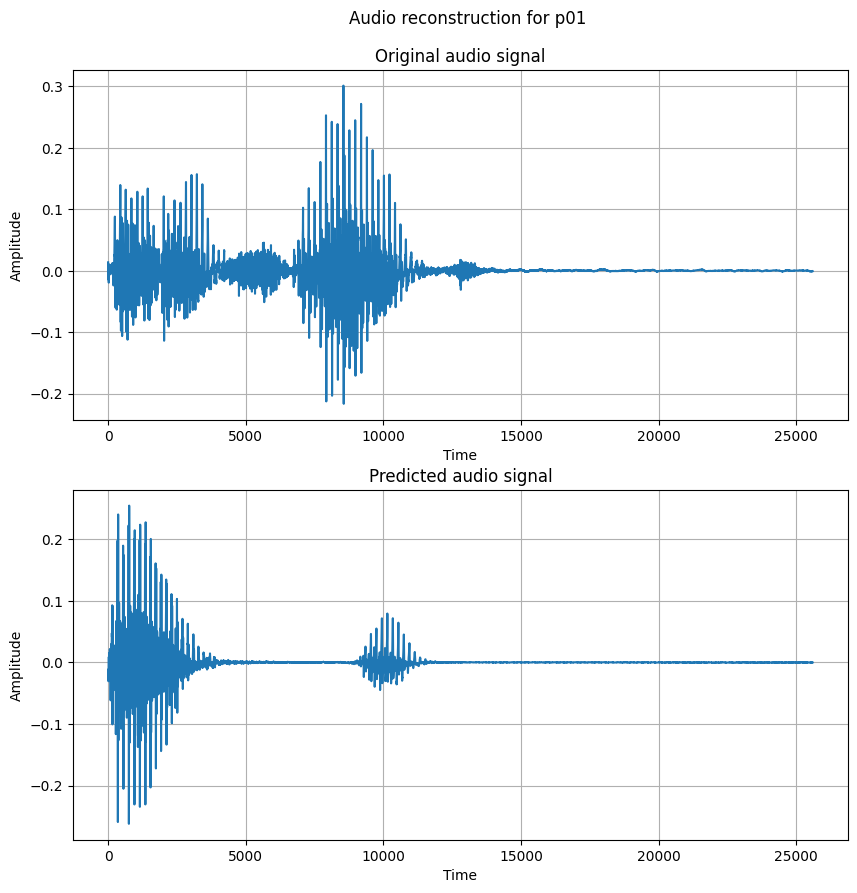 Audio reconstruction for p01
Original audio signal
0.3
0.2
0.1
0.0
−0.1
−0.2
Amplitude
0 5000 10000 15000 20000 25000
Time
Predicted audio signal
0.2
0.1
0.0
−0.1
−0.2
Amplitude
0 5000 10000 15000 20000 25000
Time